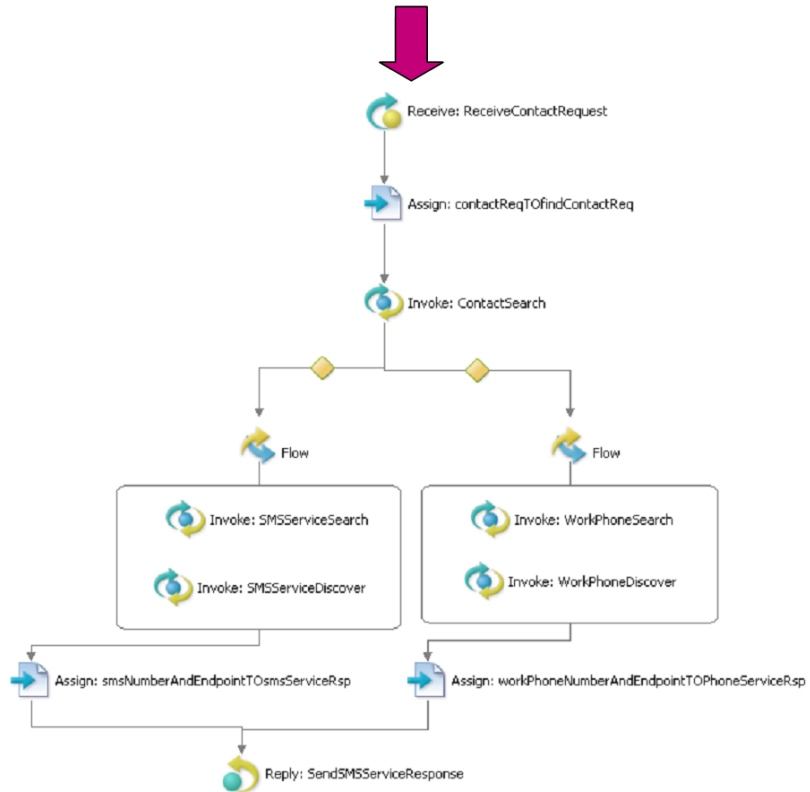 Receive: ReceiveContactRequest
Assign: contactReqTOfindContactReq
Invoke: ContactSearch
Flow
Flow
Invoke: SMSServiceSearch
Invoke: WorkPhoneSearch
Invoke: SMSServiceDiscover
Invoke: WorkPhoneDiscover
Assign: smsNumberAndEndpointTOsmsServiceRsp
Assign: workPhoneNumberAndEndpointTOPhoneServiceRsp
Reply: SendSMSServiceResponse